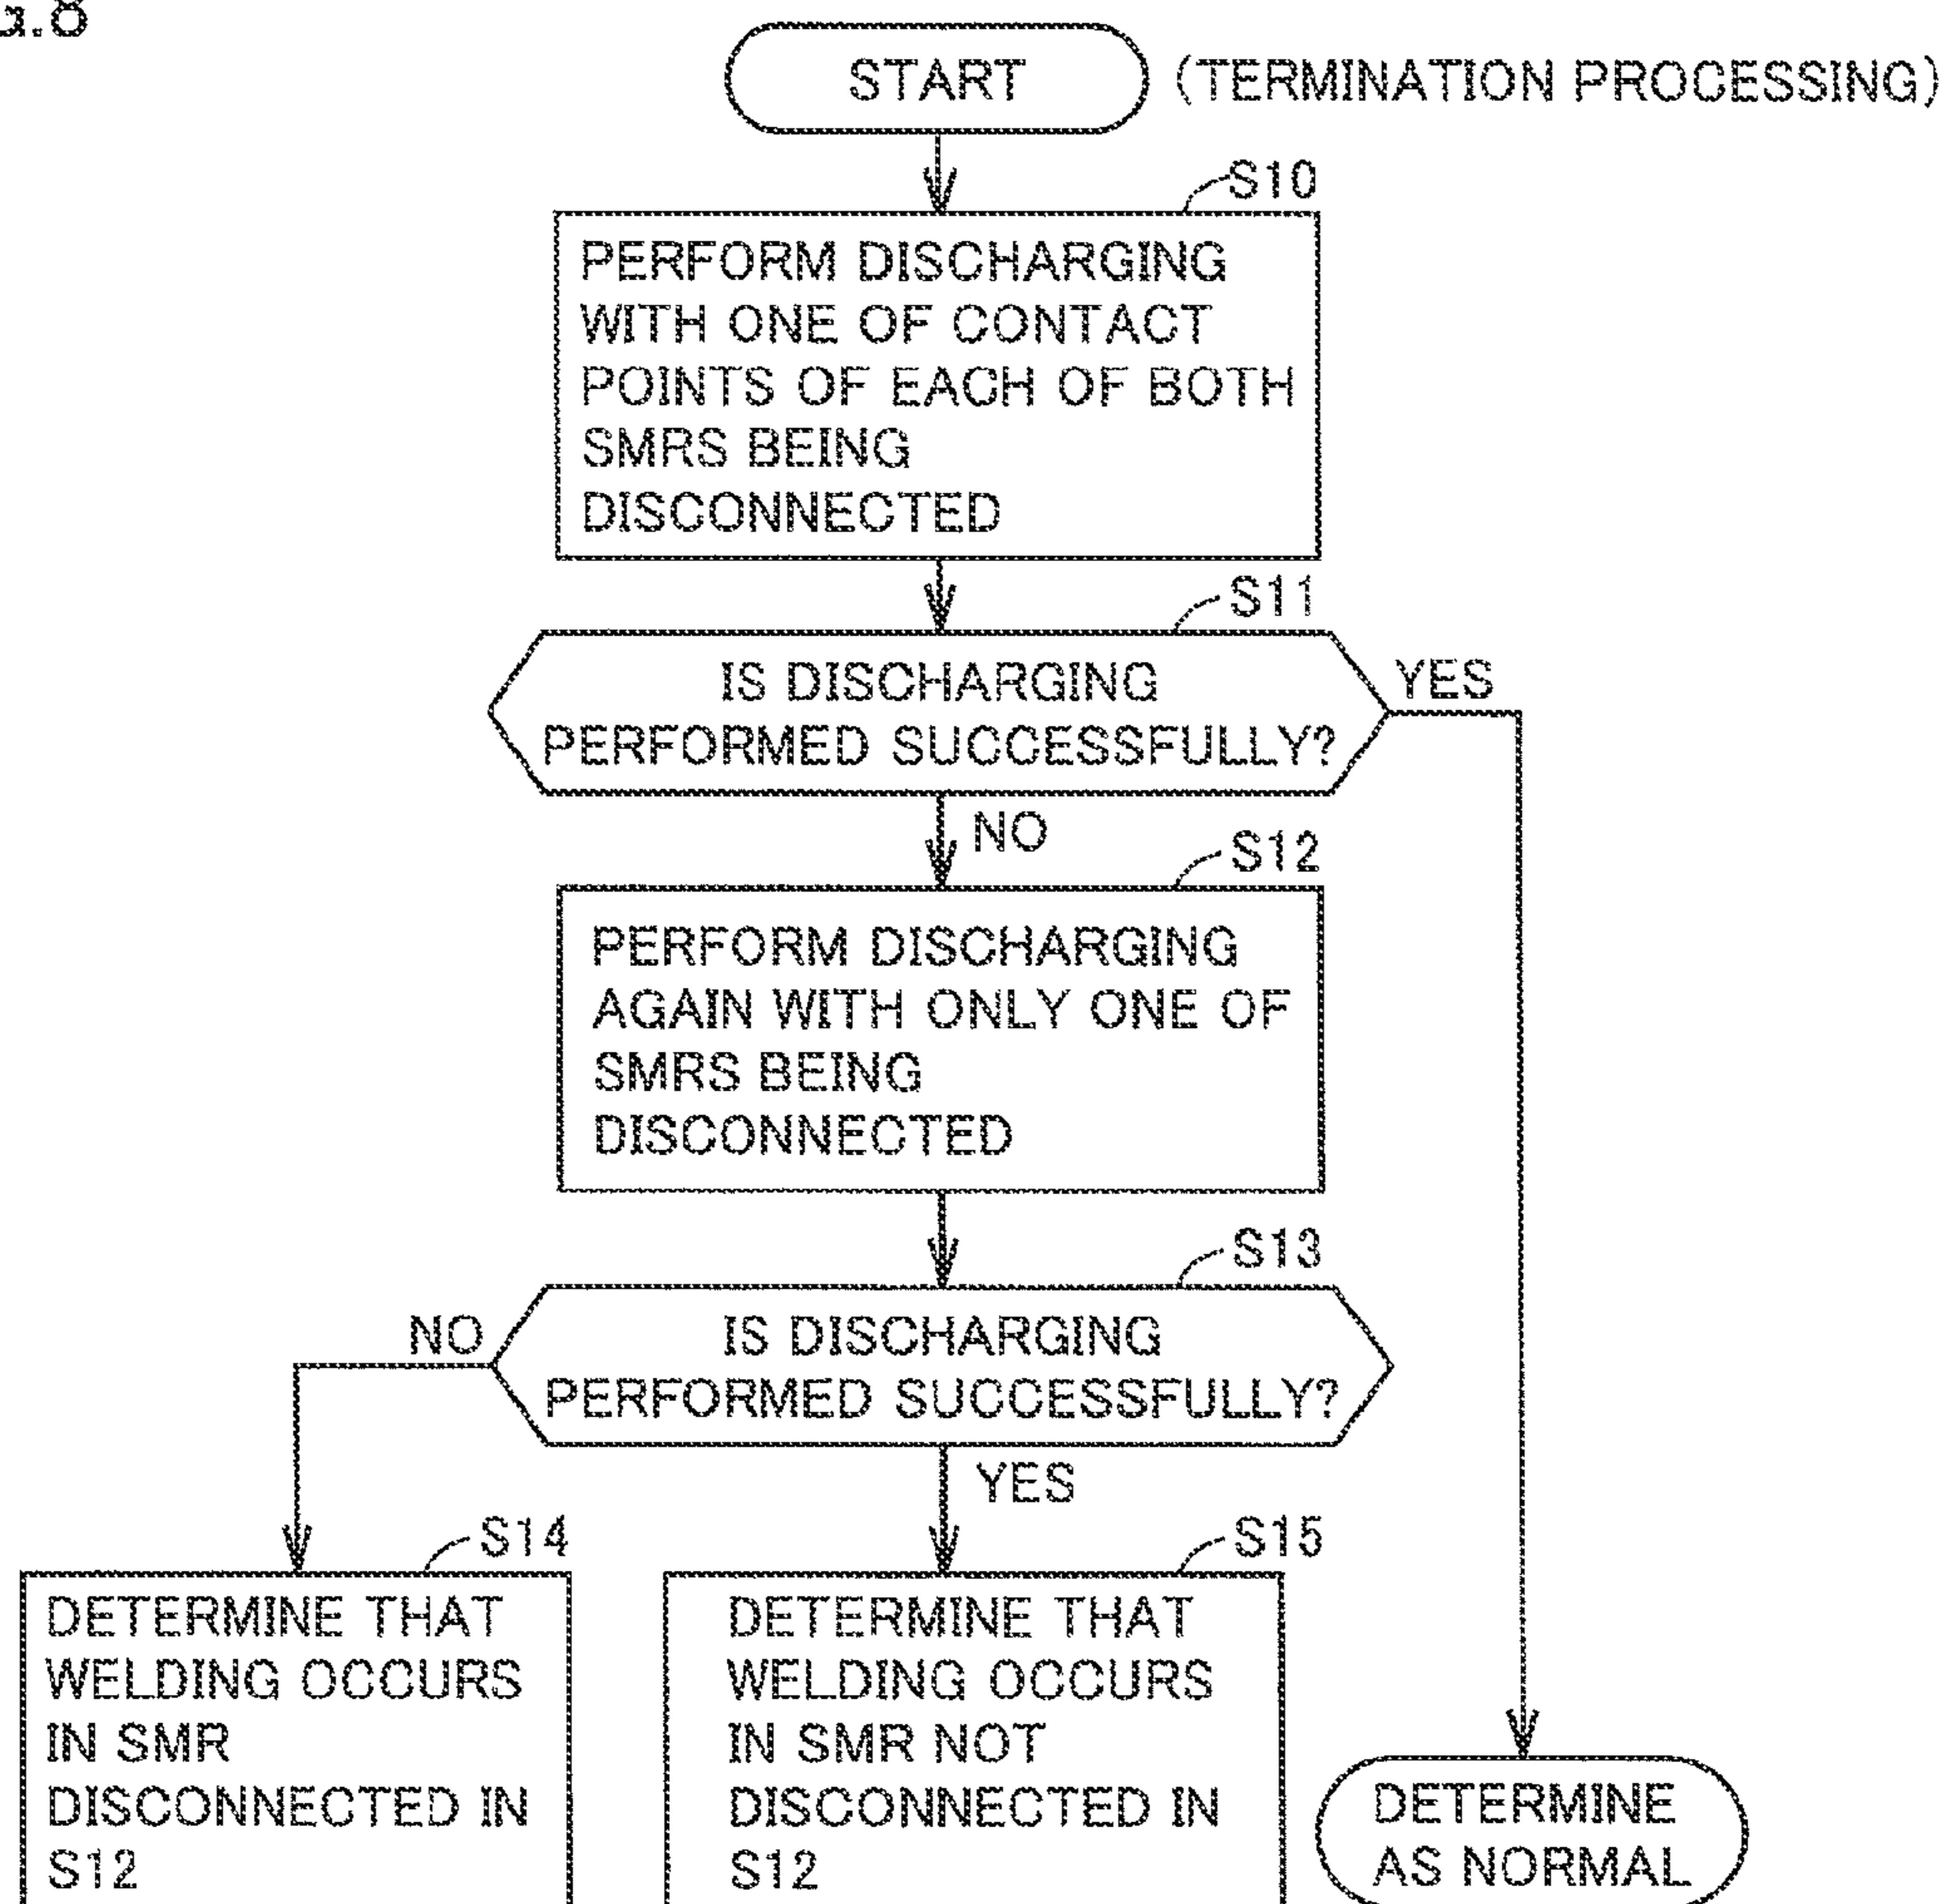 G.8
START
(TERMINATION PROCESSING)
S10
PERFORM DISCHARGING
WITH ONE OF CONTACT
POINTS OF EACH OF BOTH
SMRS BEING
DISCONNECTED
S11
IS DISCHARGING
PERFORMED SUCCESSFULLY?
YES
NO
S12
PERFORM DISCHARGING
AGAIN WITH ONLY ONE OF
SMRS BEING
DISCONNECTED
S13
NO
IS DISCHARGING
PERFORMED SUCCESSFULLY?
YES
S14
DETERMINE THAT
WELDING OCCURS
IN SMR
DISCONNECTED IN
S12
S15
DETERMINE THAT
WELDING OCCURS
IN SMR NOT
DISCONNECTED IN
S12
DETERMINE
AS NORMAL